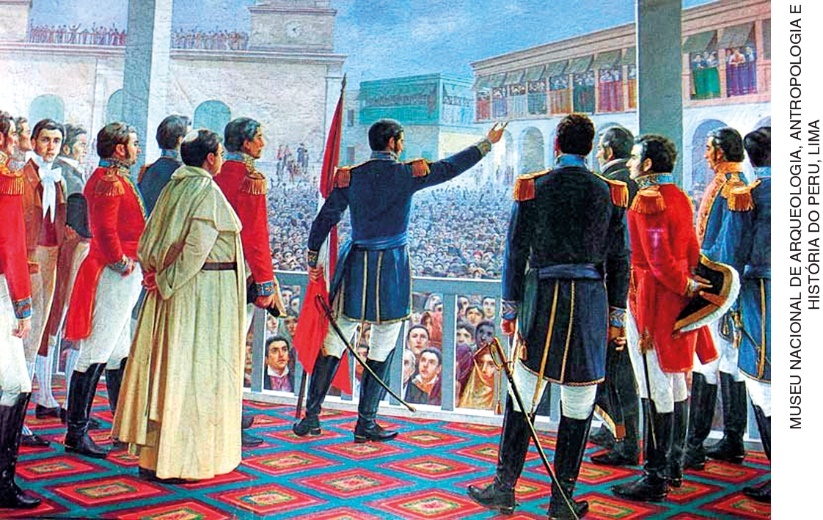 MUSEU NACIONAL DE ARQUEOLOGIA, ANTROPOLOGIA E
HISTÓRIA DO PERU, LIMA